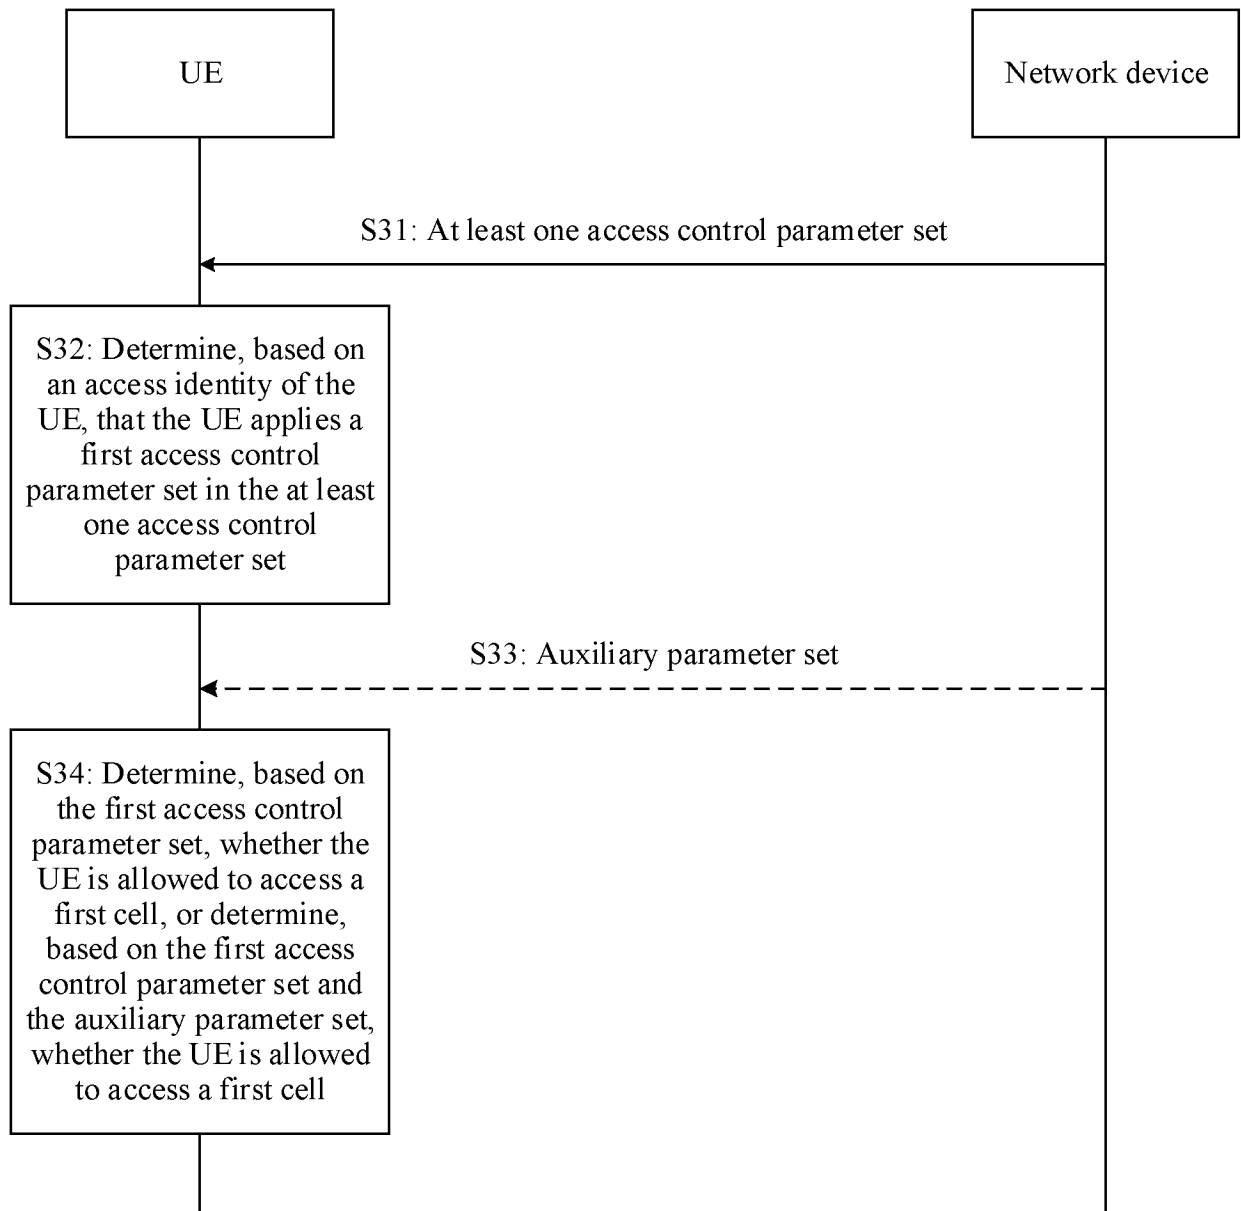 UE
Network device
S31: At least one access control parameter set
S32: Determine, based on
an access identity of the
UE, that the UE applies a
first access control
parameter set in the at least
one access control
parameter set
S33: Auxiliary parameter set
S34: Determine, based on
the first access control
parameter set, whether the
UE is allowed to access a
first cell, or determine,
based on the first access
control parameter set and
the auxiliary parameter set,
whether the UE is allowed
to access a first cell